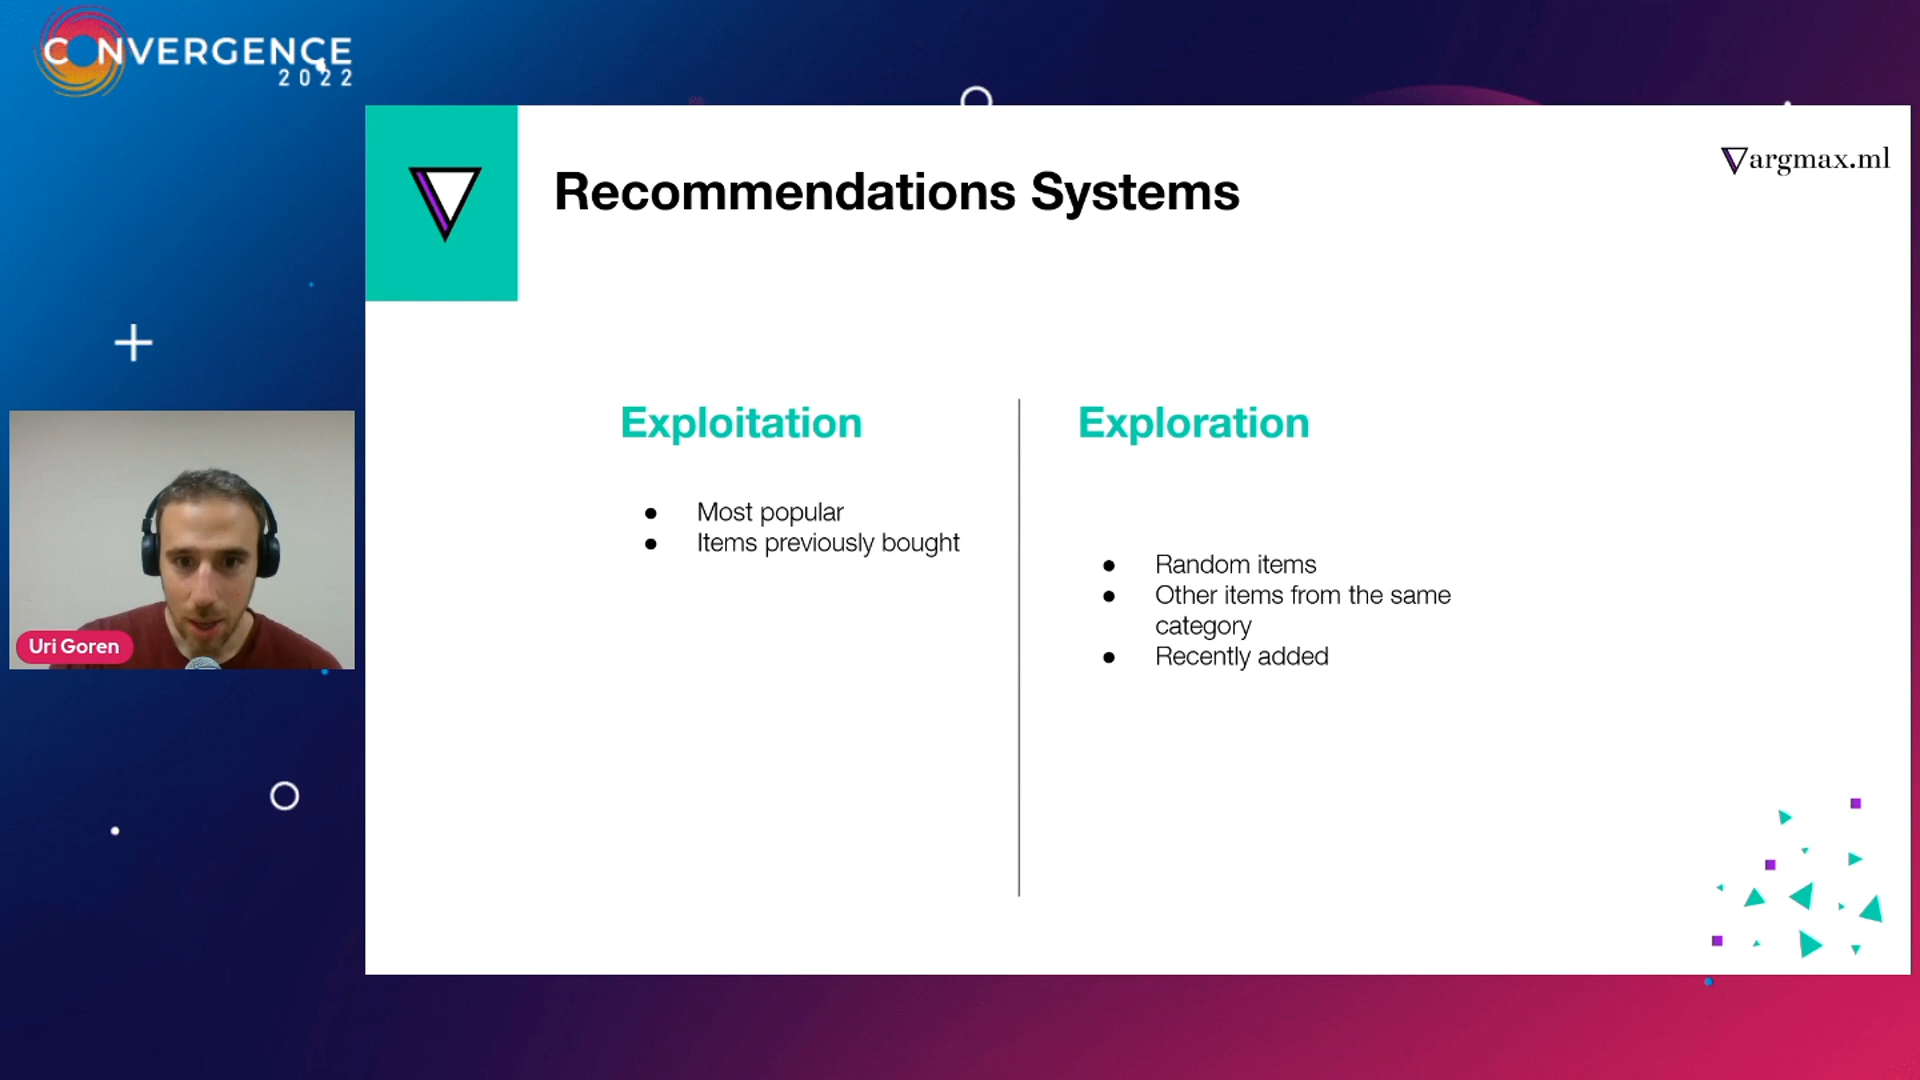 CONVERGENCE
2022
argmax.ml
Recommendations Systems
Exploitation
● Most popular
● Items previously bought
Exploration
● Random items
● Other items from the same
category
● Recently added
Uri Goren